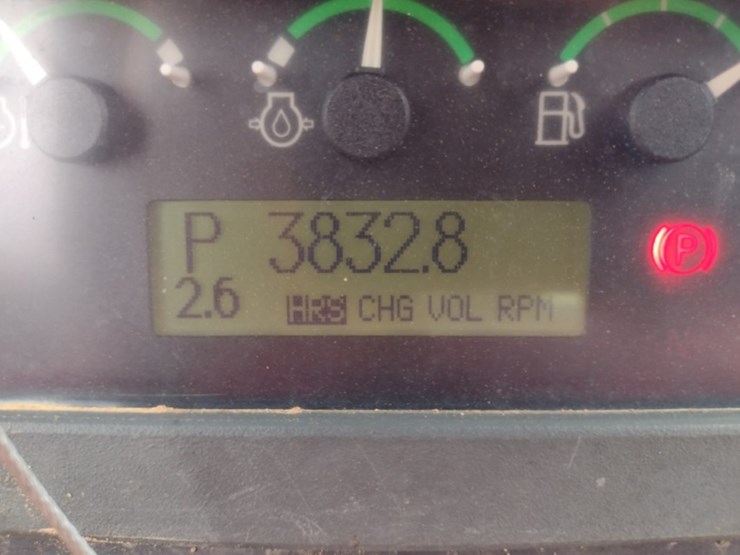 P 3832.8
P
2.6 HRS CHG VOL RPM